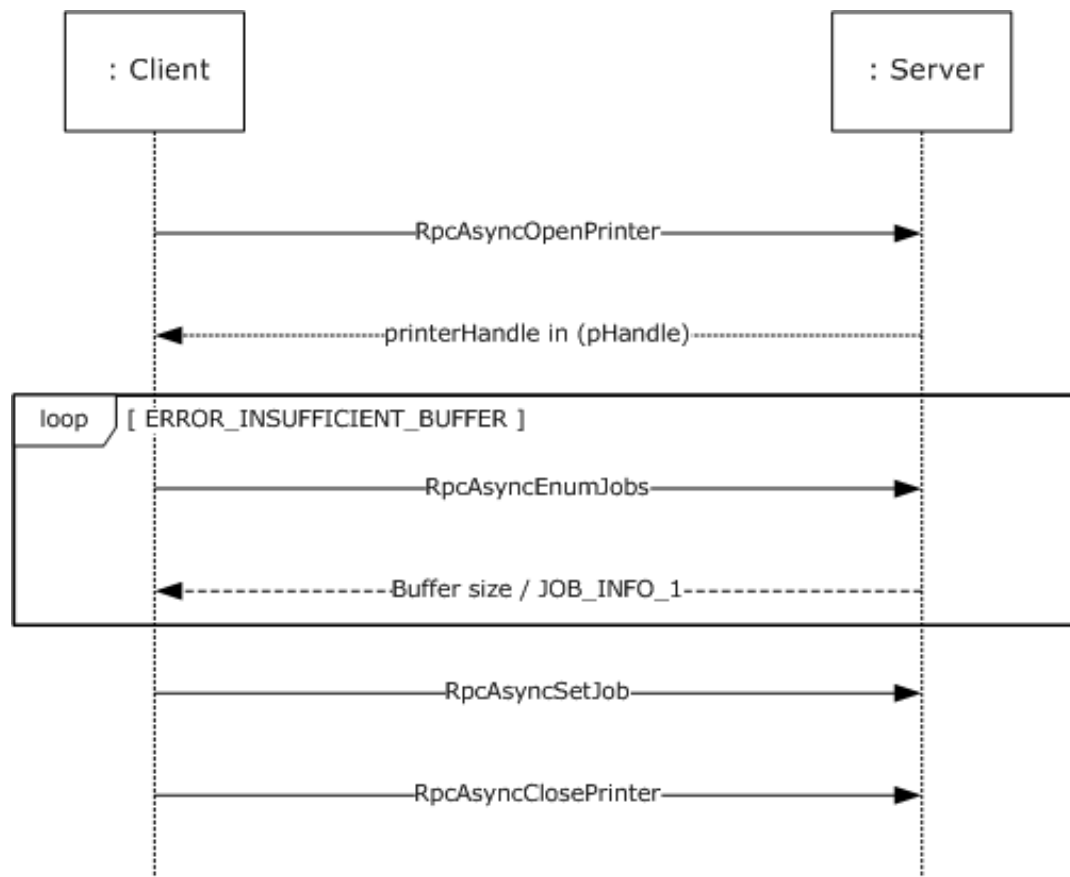 : Client
: Server
RpcAsyncOpenPrinter
printerHandle in (pHandle)
loop [ ERROR_INSUFFICIENT_BUFFER ]
RpcAsyncEnumJobs
Buffer size / JOB_INFO_1
RpcAsyncSetJob
RpcAsyncClosePrinter